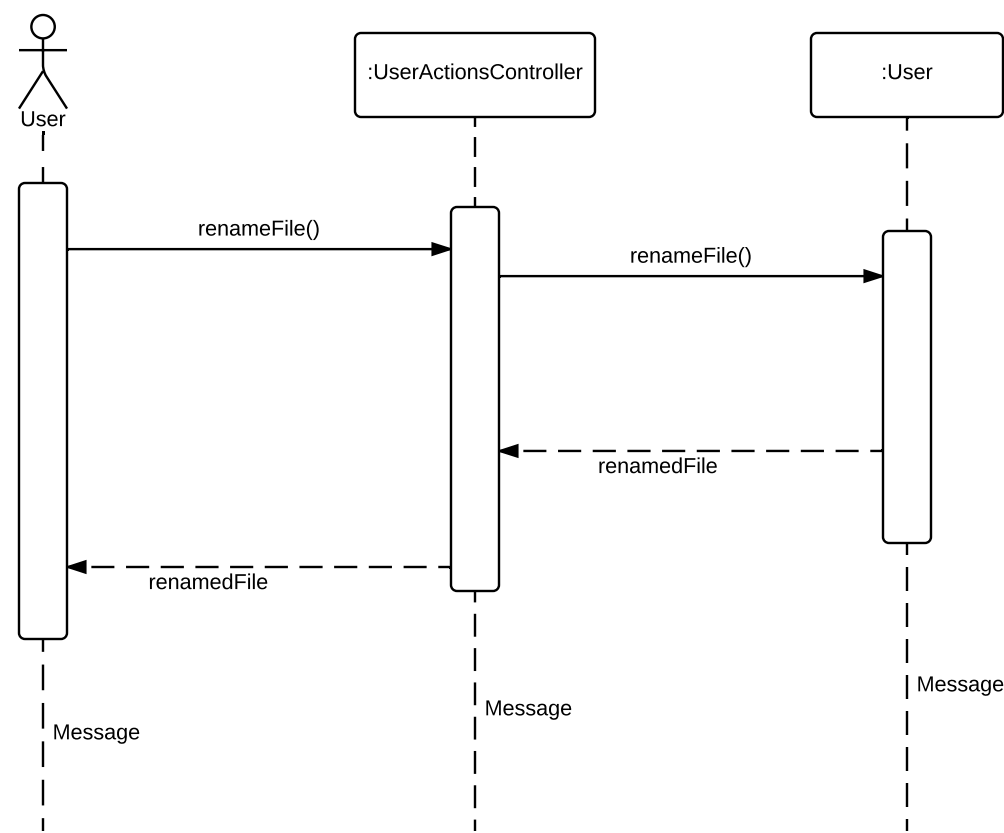 :UserActionsController
:User
User
renameFile()
renameFile()
renamedFile
renamedFile
Message
Message
Message